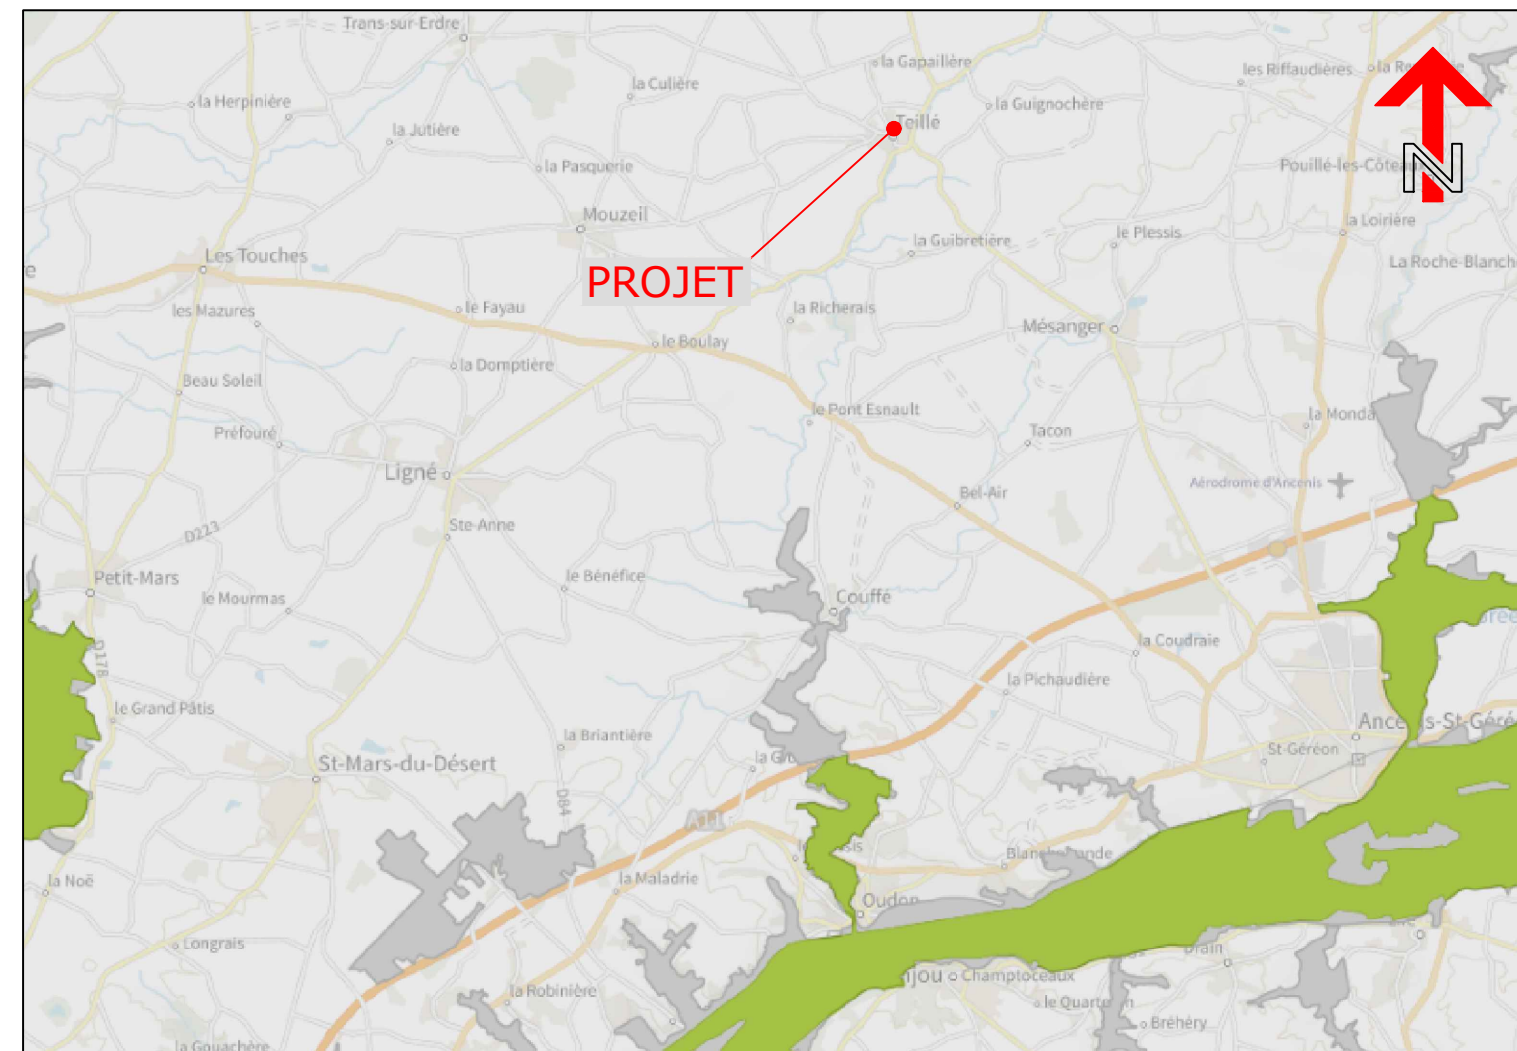 Trans-sur-Erdre
la Gapaillère
la Culière
les Riffaudières
la Herpinière
la Guignochère
la Jutière
Teillé
la Pasquerie
Pouillé-les-Côteau
N
Mouzeil
la Loirière
le Plessis
la Guibretière
Les Touches
La Roche-Blanch
PROJET
les Mazures
le Fayau
la Richerais
Mésanger
le Boulay
la Domptière
Beau Soleil
le Pont Esnault
la Monda
Préfouré
Tacon
Ligné
Aérodrome d'Ancenis
Bel-Air
D223
Ste-Anne
Petit-Mars
le Bénéfice
le Mourmas
Couffé
la Coudraie
D178
la Pichaudière
le Grand Pâtis
la Briantière
St-Géréon
St-Mars-du-Désert
D84
A11
la Maladrie
la Noë
Oudon
Longrais
Drain
Champtoceaux
la Robinière
Bréhéry
la Gouachère